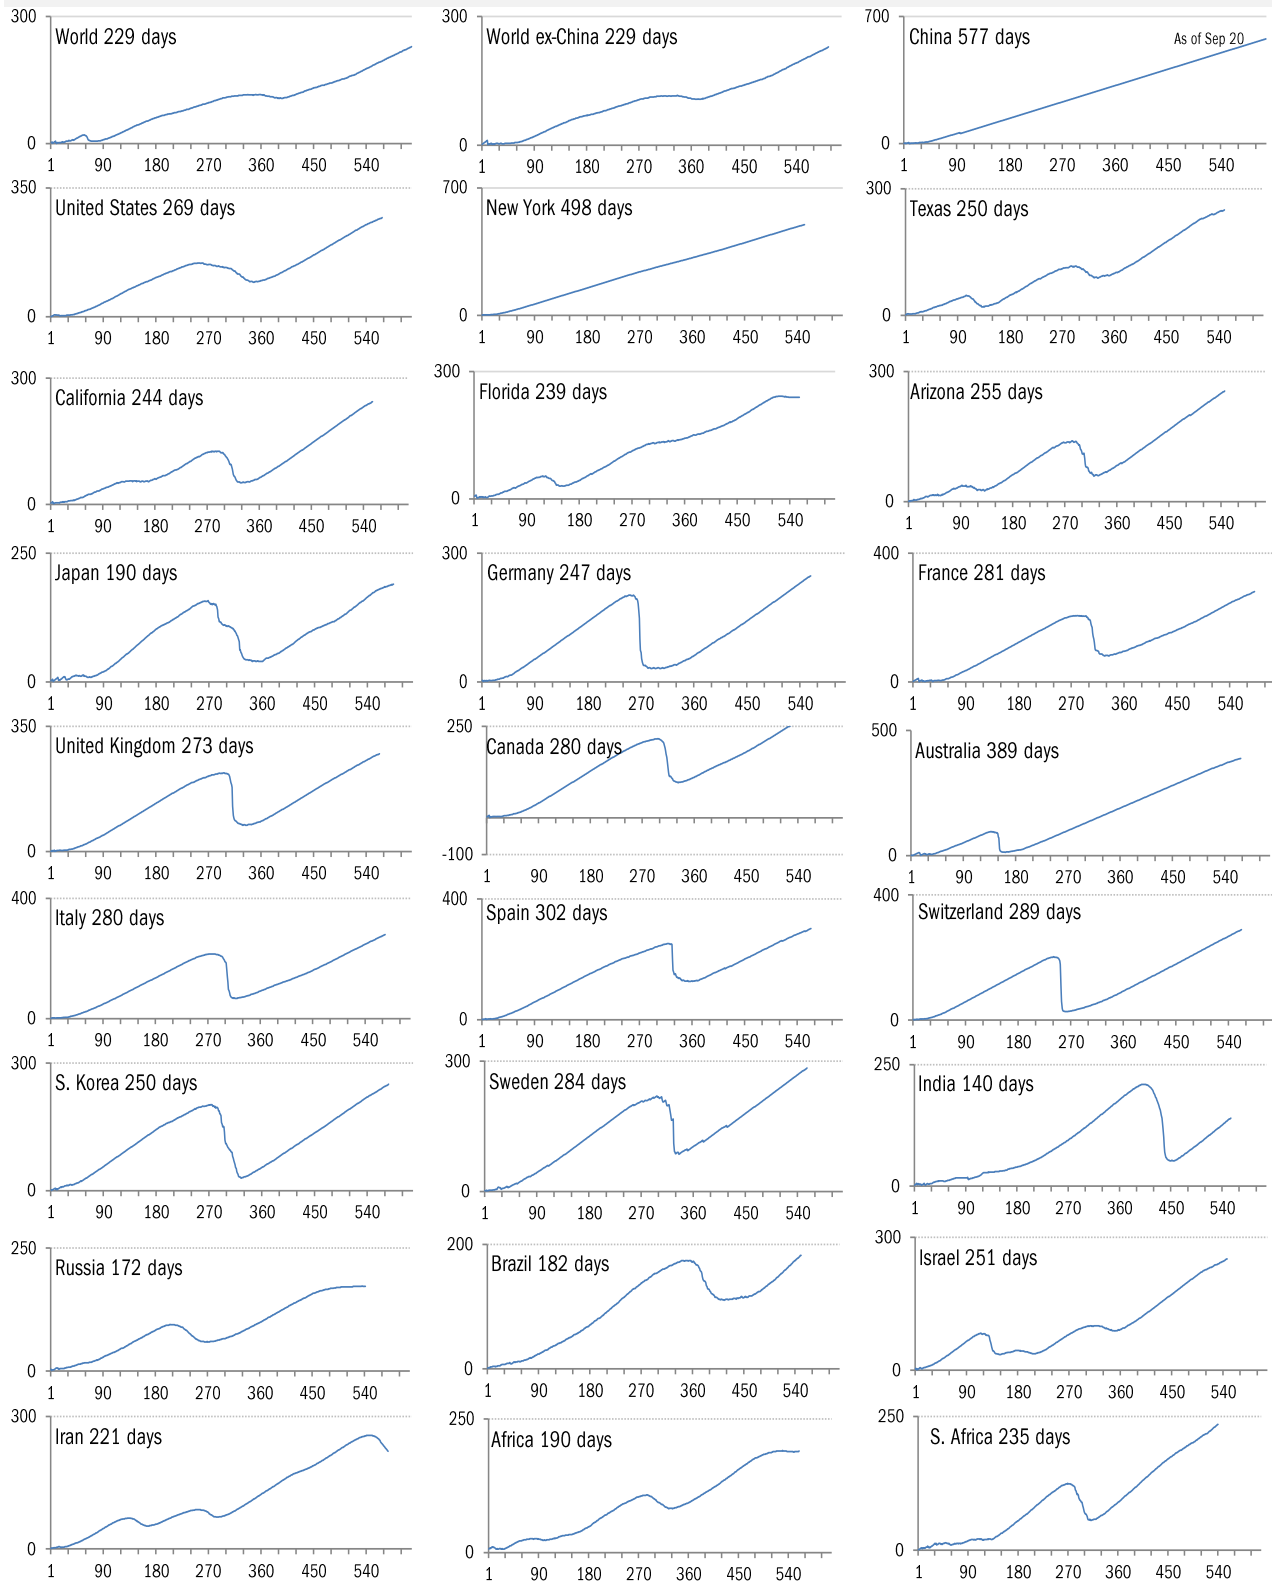 300 300 700
World 229 days World ex-China 229 days China 577 days As of Sep 20
0 0 0
1 90 180 270 360 450 540 1 90 180 270 360 450 540 1 90 180 270 360 450 540
350 700 300
United States 269 days New York 498 days Texas 250 days
0 0 0
1 90 180 270 360 450 540 1 90 180 270 360 450 540 1 90 180 270 360 450 540
300 300 300
California 244 days Florida 239 days Arizona 255 days
0 0 0
1 90 180 270 360 450 540 1 90 180 270 360 450 540 1 90 180 270 360 450 540
250 300 400
Japan 190 days Germany 247 days France 281 days
0 0 0
1 90 180 270 360 450 540 1 90 180 270 360 450 540 1 90 180 270 360 450 540
350 250 500
United Kingdom 273 days Canada 280 days Australia 389 days
0 -100 0
1 90 180 270 360 450 540 1 90 180 270 360 450 540 1 90 180 270 360 450 540
400 400 400
Italy 280 days Spain 302 days Switzerland 289 days
0 0 0
1 90 180 270 360 450 540 1 90 180 270 360 450 540 1 90 180 270 360 450 540
300 300 250
S. Korea 250 days Sweden 284 days India 140 days
0 0 0
1 90 180 270 360 450 540 1 90 180 270 360 450 540 1 90 180 270 360 450 540
250 200 300
Russia 172 days Brazil 182 days Israel 251 days
0 0 0
1 90 180 270 360 450 540 1 90 180 270 360 450 540 1 90 180 270 360 450 540
300 250 250
Iran 221 days Africa 190 days S. Africa 235 days
0 0 0
1 90 180 270 360 450 540 1 90 180 270 360 450 540 1 90 180 270 360 450 540